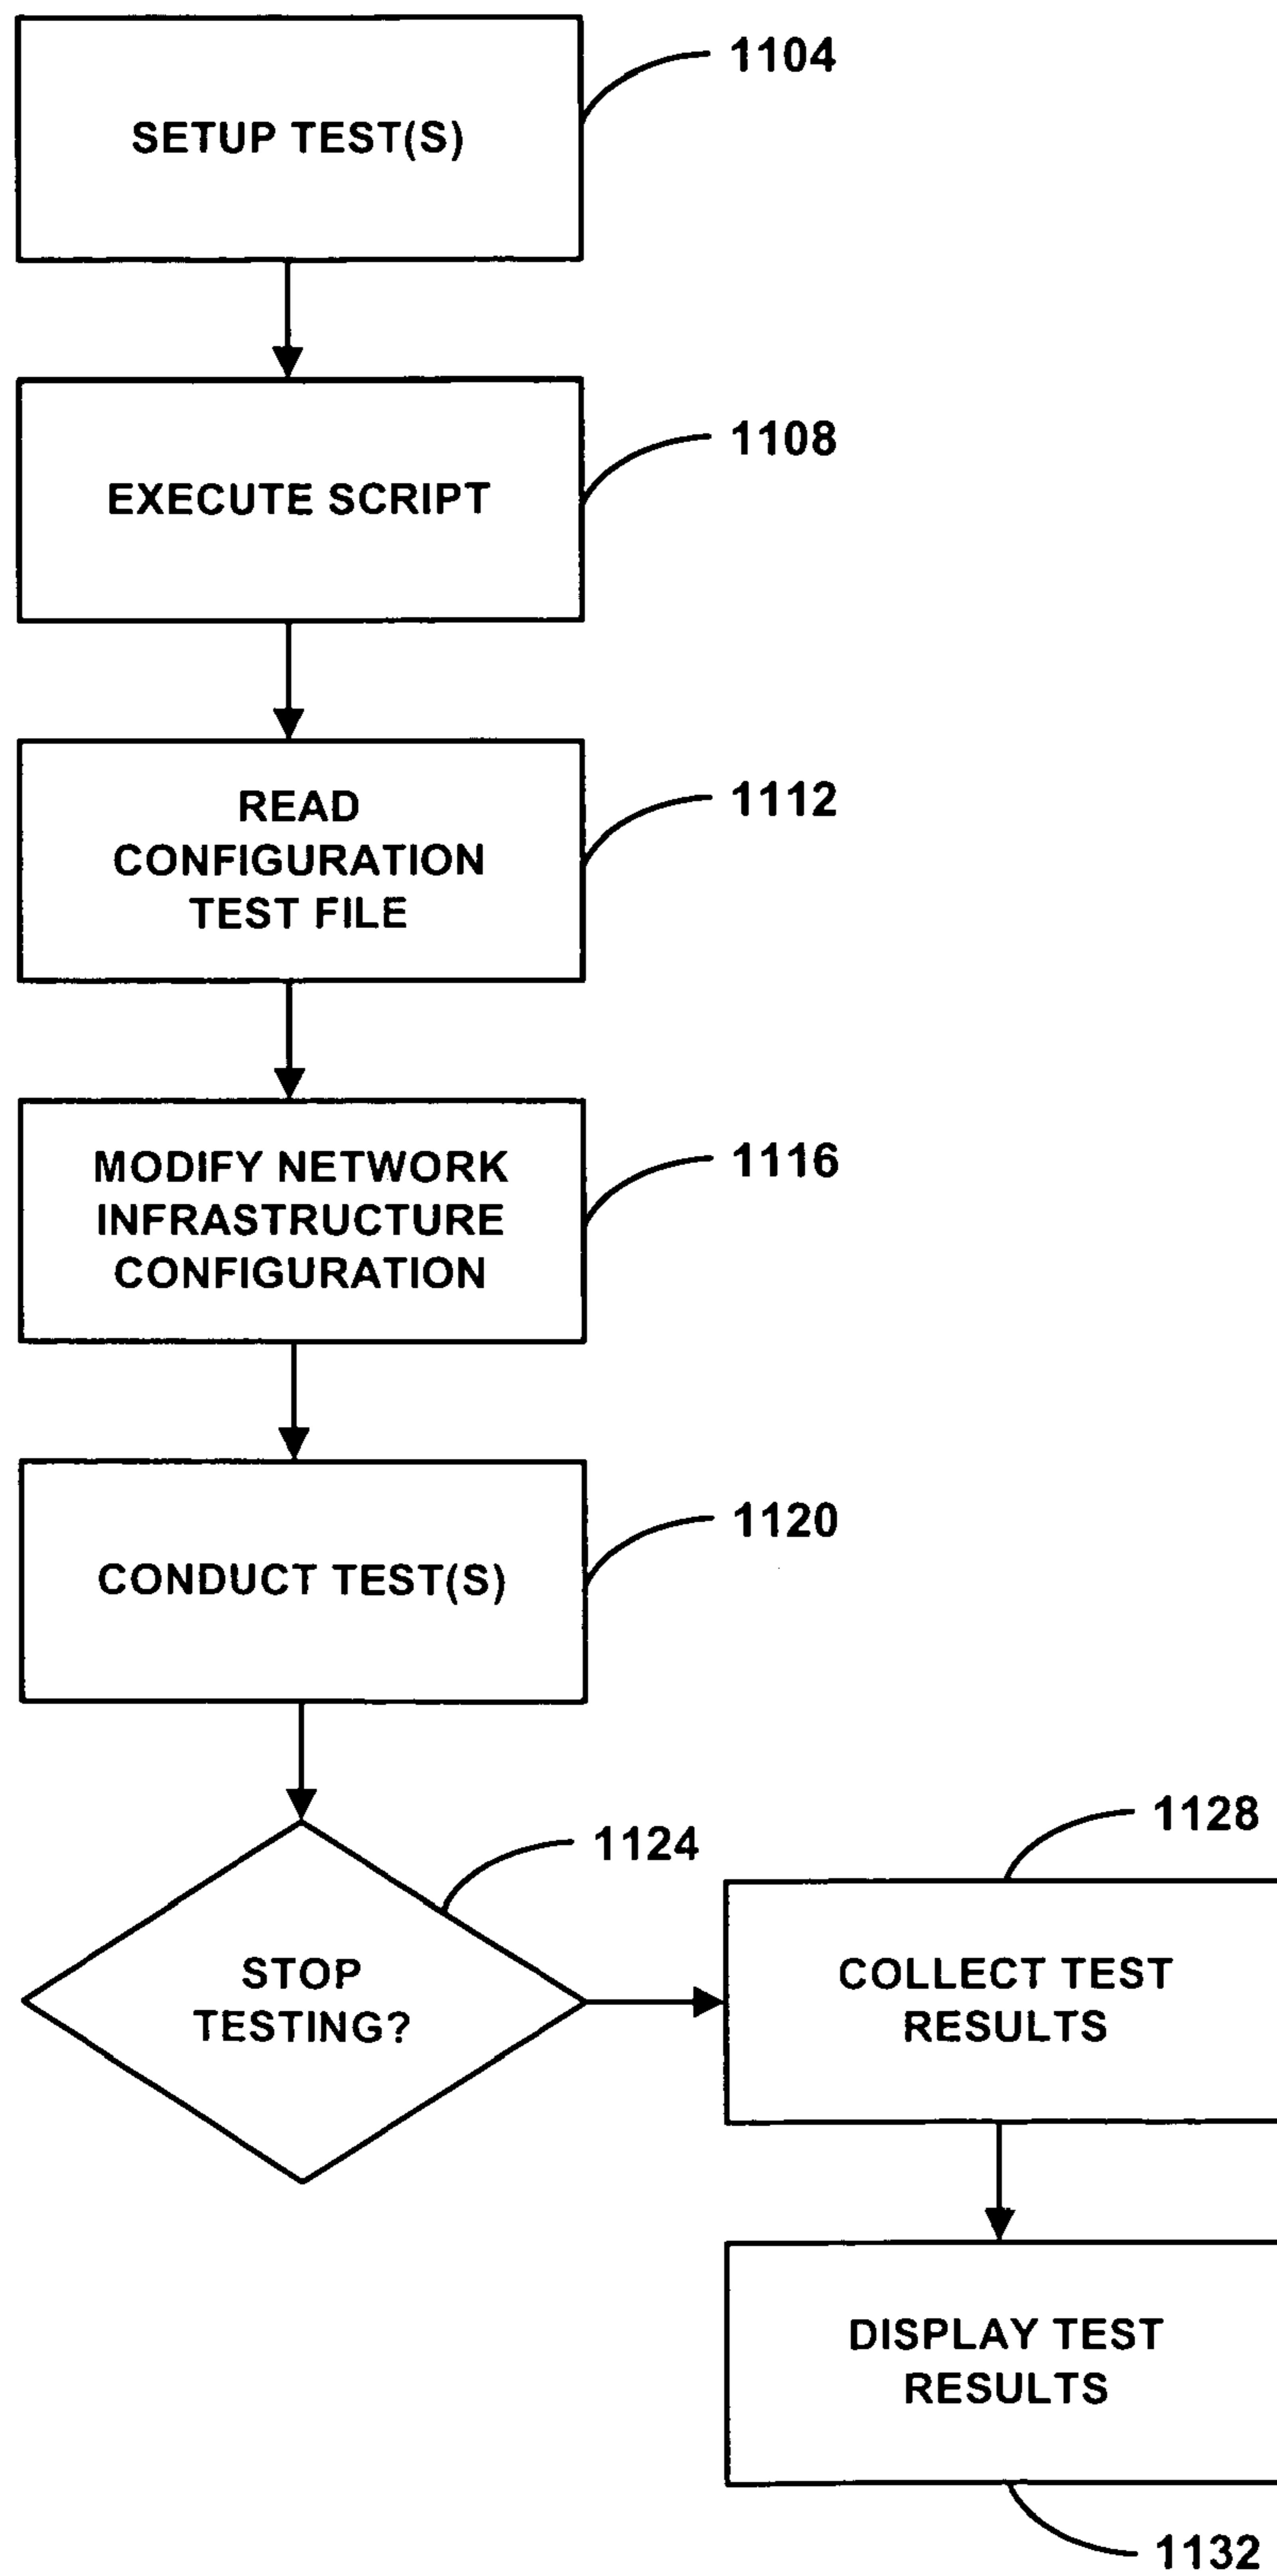 1104
SETUP TEST(S)
1108
EXECUTE SCRIPT
1112
READ
CONFIGURATION
TEST FILE
1116
MODIFY NETWORK
INFRASTRUCTURE
CONFIGURATION
1120
CONDUCT TEST(S)
1124
STOP
TESTING?
1128
COLLECT TEST
RESULTS
DISPLAY TEST
RESULTS
1132